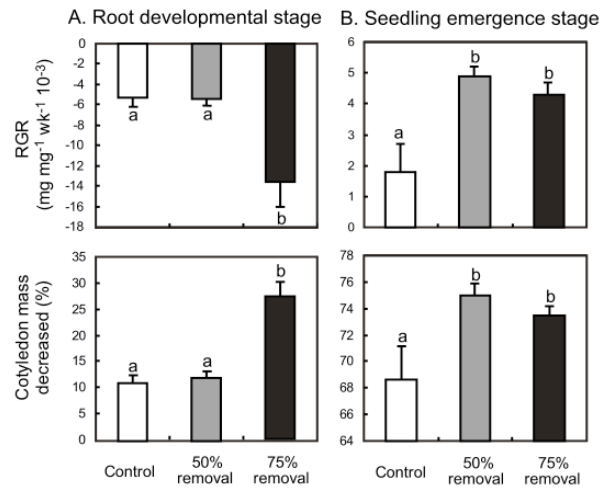 A. Root developmental stage
B. Seedling emergence stage
RGR
(mg mg-1 wk-1 10-3)
0
-2
-4
-6
-8
-10
-12
-14
-16
-18
a
a
b
6
5
4
3
2
1
0
a
b
b
Cotyledon mass
decreased (%)
35
30
25
20
15
10
5
0
a
a
b
78
76
74
72
70
68
66
64
a
b
b
Control
50%
removal
75%
removal
Control
50%
removal
75%
removal